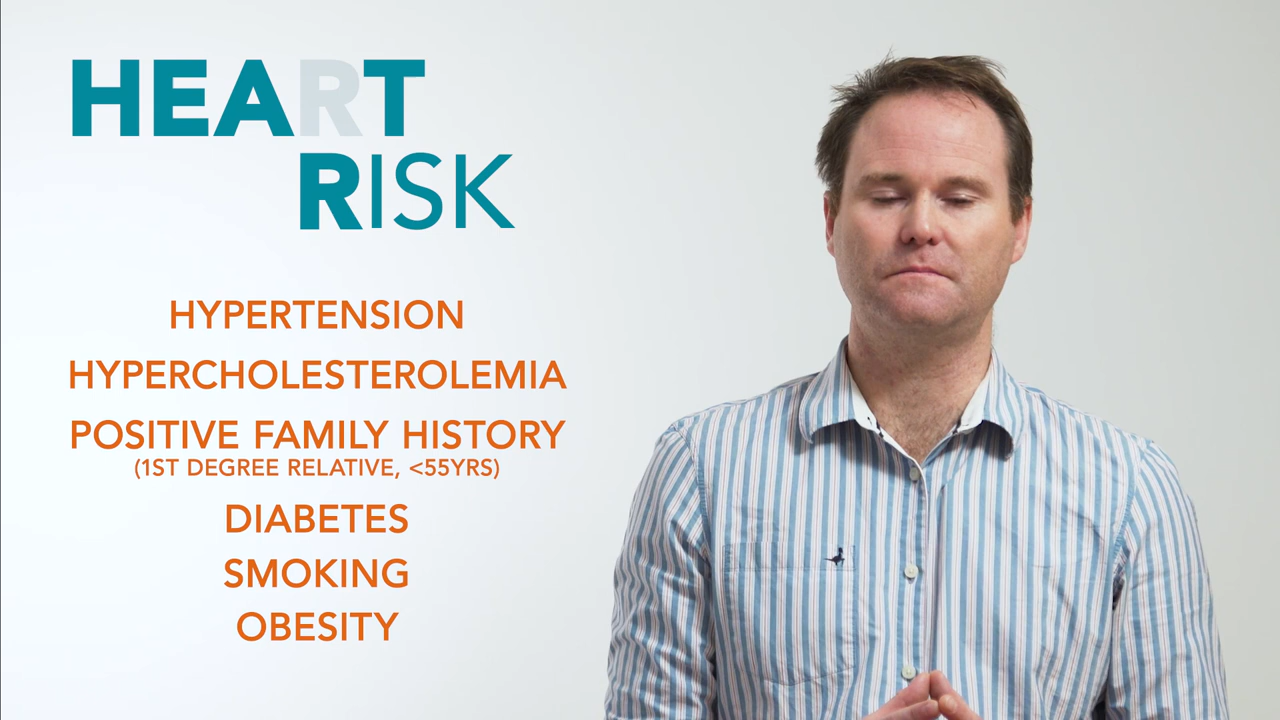 HEART
RISK
HYPERTENSION
HYPERCHOLESTEROLEMIA
POSITIVE FAMILY HISTORY
(1ST DEGREE RELATIVE, <55YRS)
DIABETES
SMOKING
OBESITY